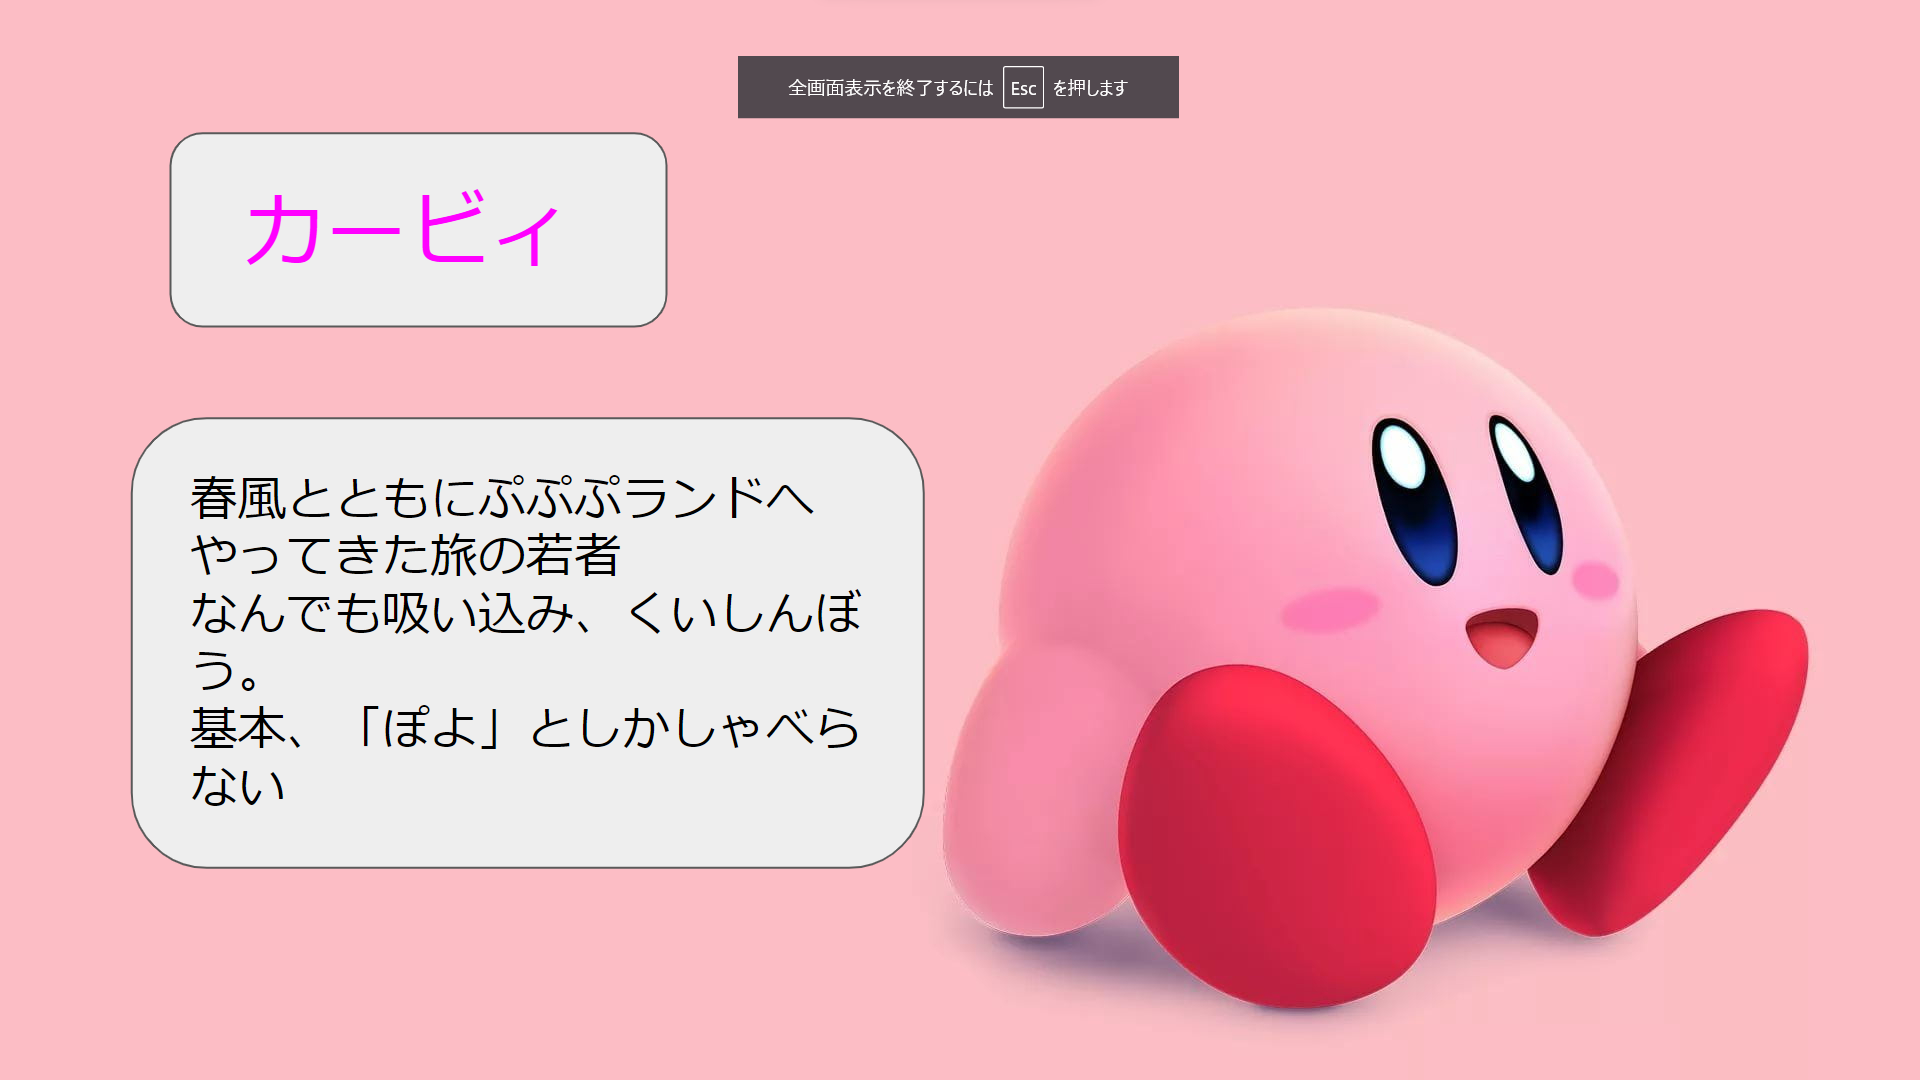 全画面表示を終了するには Esc を押します
カービィ
春風とともにぷぷぷランドへ
やってきた旅の若者
なんでも吸い込み、くいしんぼ
う。
基本、「ぽよ」としかしゃべら
ない